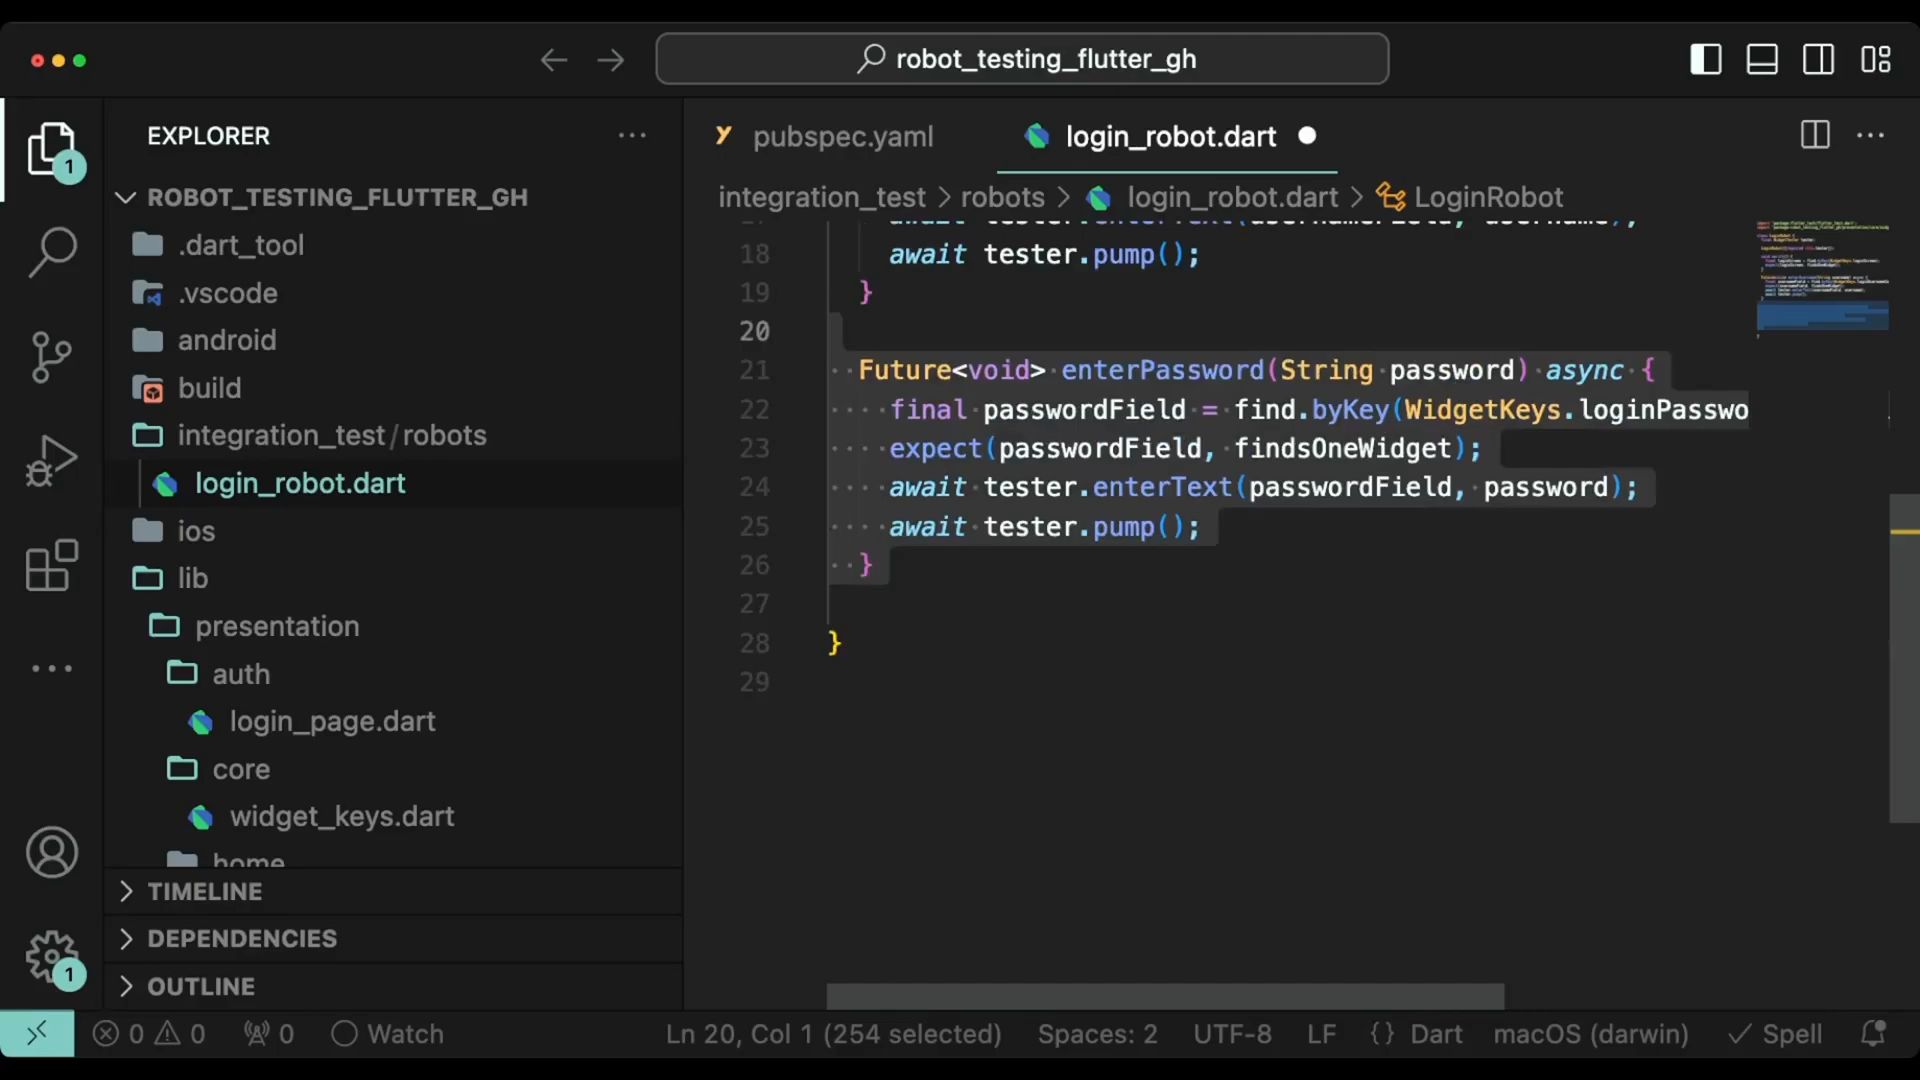 robot_testing_flutter_gh
EXPLORER
pubspec.yaml
login_robot.dart
1
ROBOT_TESTING_FLUTTER_GH
integration_test > robots > login_robot.dart > LoginRobot
.dart_tool
.vscode
android
build
integration_test/robots
login_robot.dart
ios
lib
presentation
auth
login_page.dart
core
widget_keys.dart
home
TIMELINE
DEPENDENCIES
OUTLINE
1
18 await tester.pump();
19 }
20
21 Future<void> enterPassword(String password) async {
22 final passwordField = find.byKey(WidgetKeys.loginPasswo
23 expect(passwordField, findsOneWidget);
24 await tester.enterText(passwordField, password);
25 await tester.pump();
26 }
27
28 }
29
0 0 0 Watch Ln 20, Col 1 (254 selected) Spaces: 2 UTF-8 LF {} Dart macOS (darwin) Spell